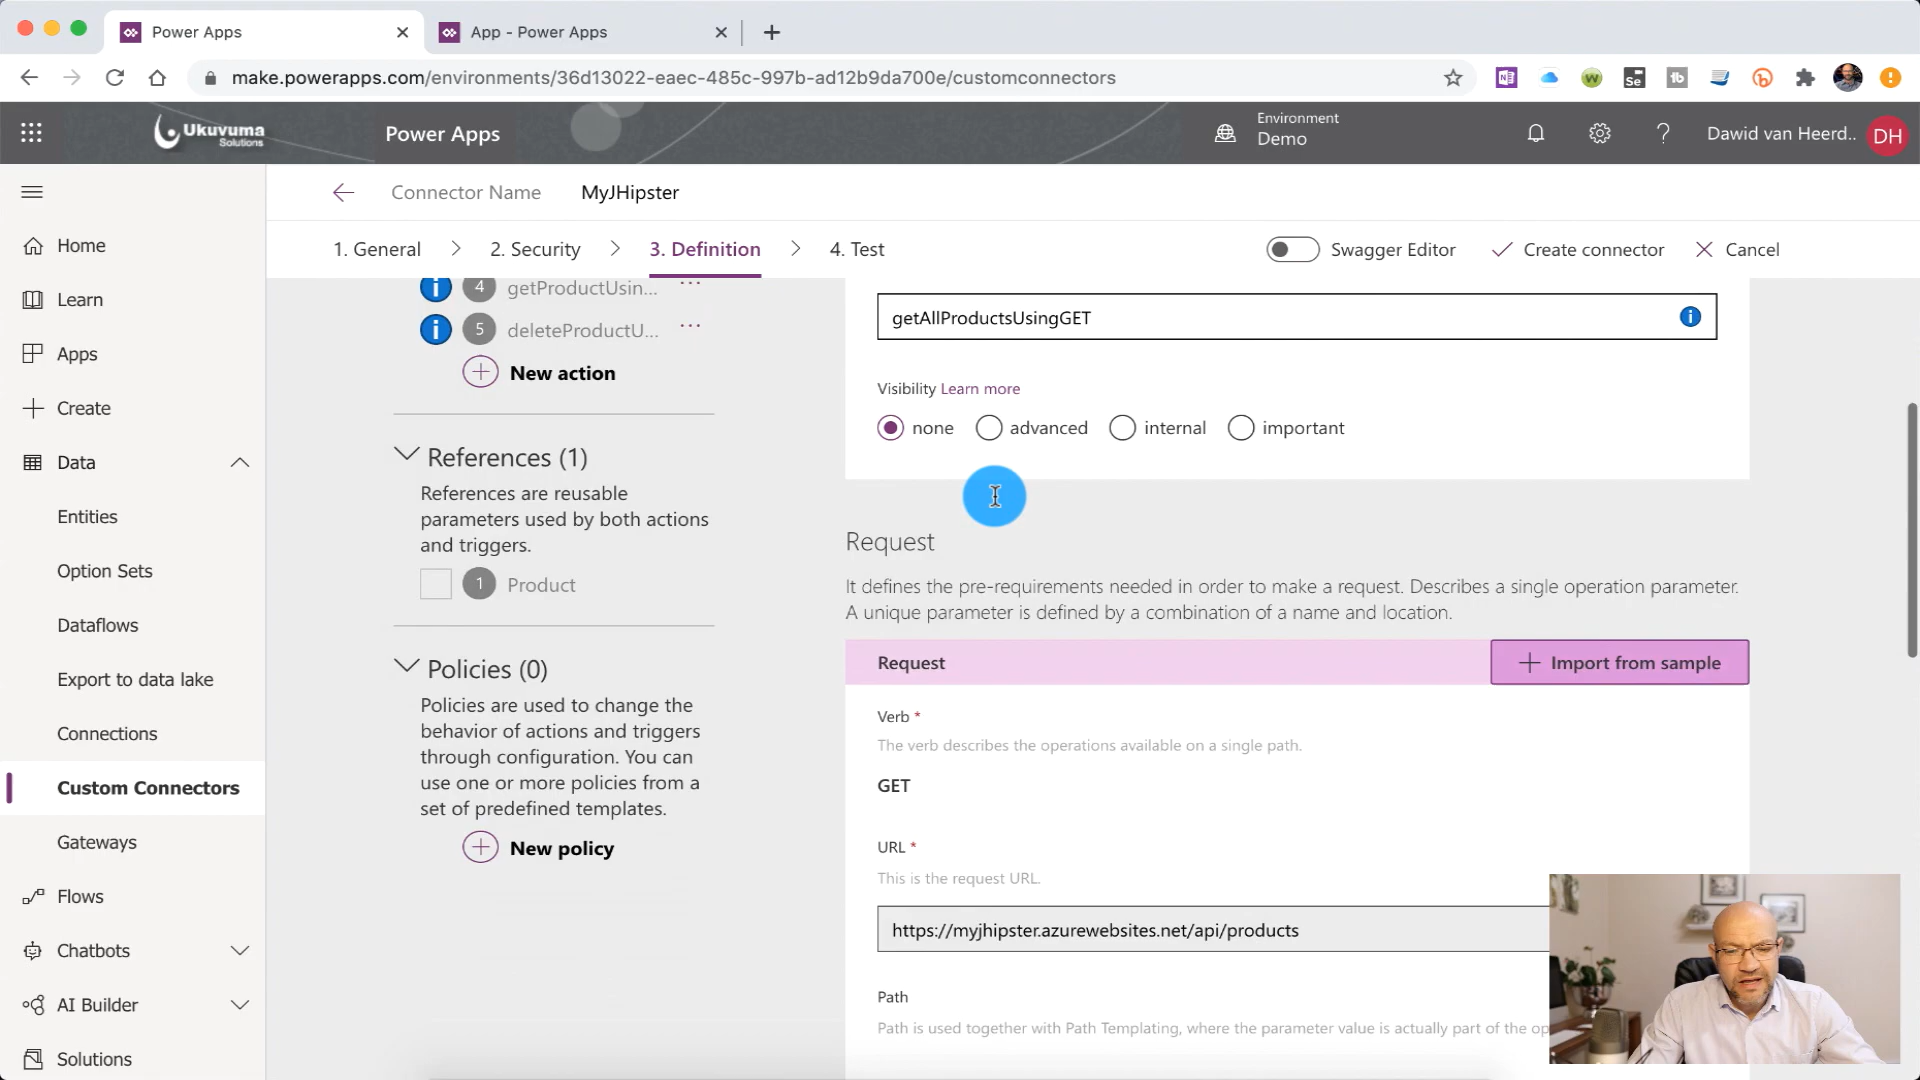 Power Apps
App - Power Apps
make.powerapps.com/environments/36d13022-eaec-485c-997b-ad12b9da700e/customconnectors
Ukuvuma
Solutions
Power Apps
Environment
Demo
Dawid van Heerd..
DH
Connector Name
MyJHipster
1. General
2. Security
3. Definition
4. Test
Swagger Editor
Create connector
Cancel
Home
Learn
Apps
Create
Data
Entities
Option Sets
Dataflows
Export to data lake
Connections
Custom Connectors
Gateways
Flows
Chatbots
AI Builder
Solutions
4 getProductUsin...
5 deleteProductU...
New action
References (1)
References are reusable
parameters used by both actions
and triggers.
1 Product
Policies (0)
Policies are used to change the
behavior of actions and triggers
through configuration. You can
use one or more policies from a
set of predefined templates.
New policy
getAllProductsUsingGET
Visibility Learn more
none advanced internal important
Request
It defines the pre-requirements needed in order to make a request. Describes a single operation parameter.
A unique parameter is defined by a combination of a name and location.
Request
Import from sample
Verb *
The verb describes the operations available on a single path.
GET
URL *
This is the request URL.
https://myjhipster.azurewebsites.net/api/products
Path
Path is used together with Path Templating, where the parameter value is actually part of the op